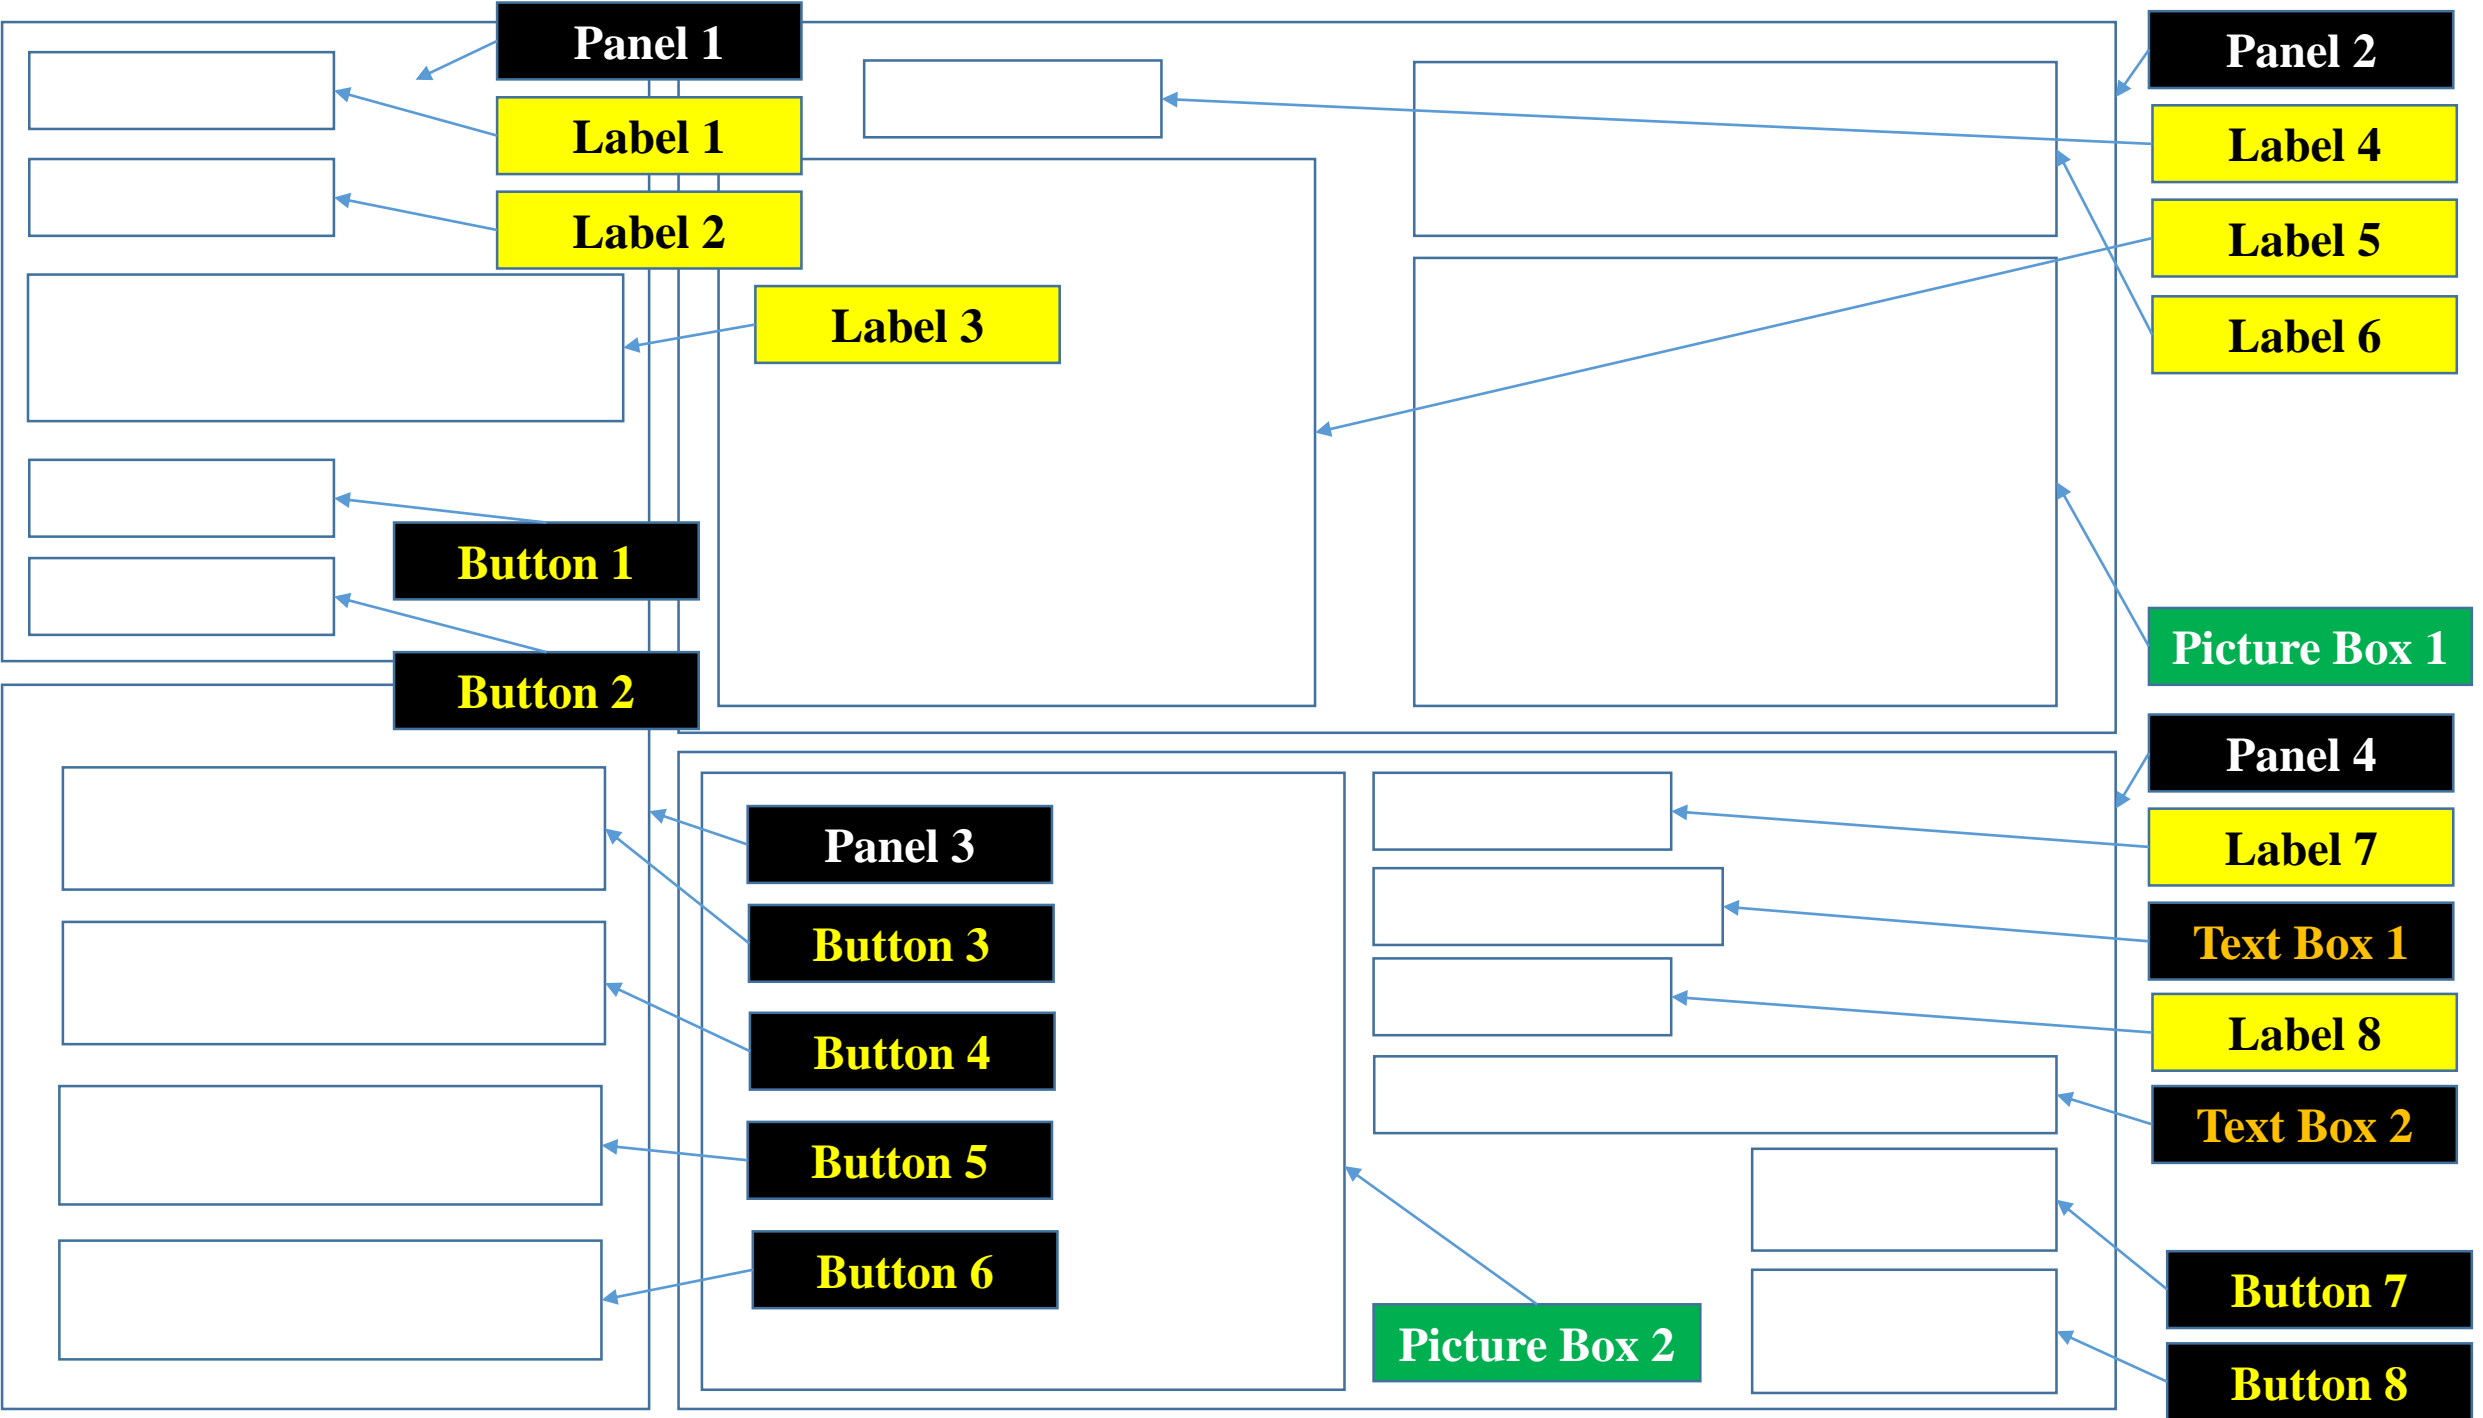 Panel 1
Label 1
Label 2
Label 3
Button 1
Button 2
Panel 2
Label 4
Label 5
Label 6
Picture Box 1
Panel 3
Button 3
Button 4
Button 5
Button 6
Panel 4
Label 7
Text Box 1
Label 8
Text Box 2
Picture Box 2
Button 7
Button 8